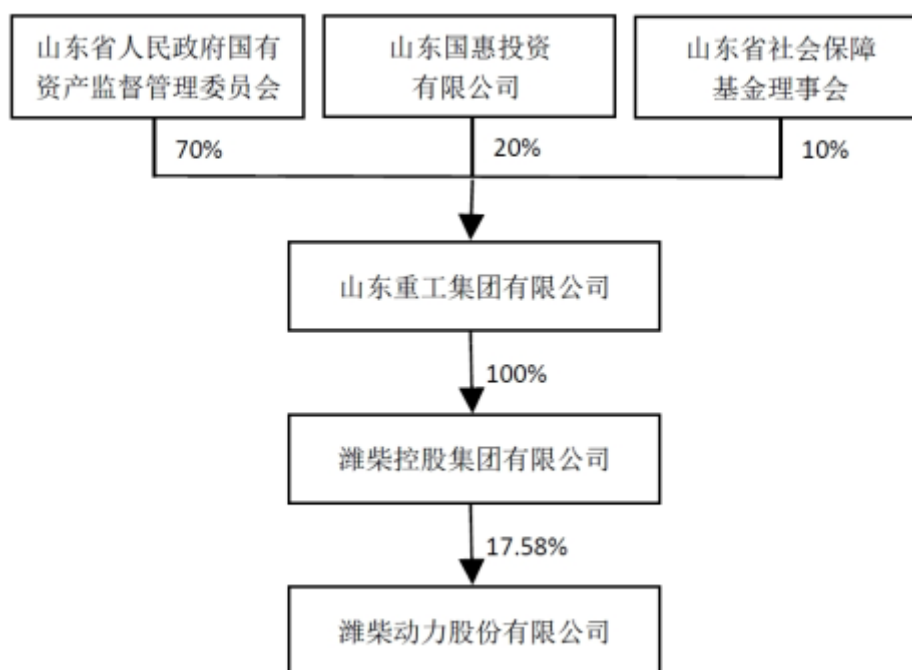 山东省人民政府国有
资产监督管理委员会
山东国惠投资
有限公司
山东省社会保障
基金理事会
70%
20%
10%
山东重工集团有限公司
100%
潍柴控股集团有限公司
17.58%
潍柴动力股份有限公司